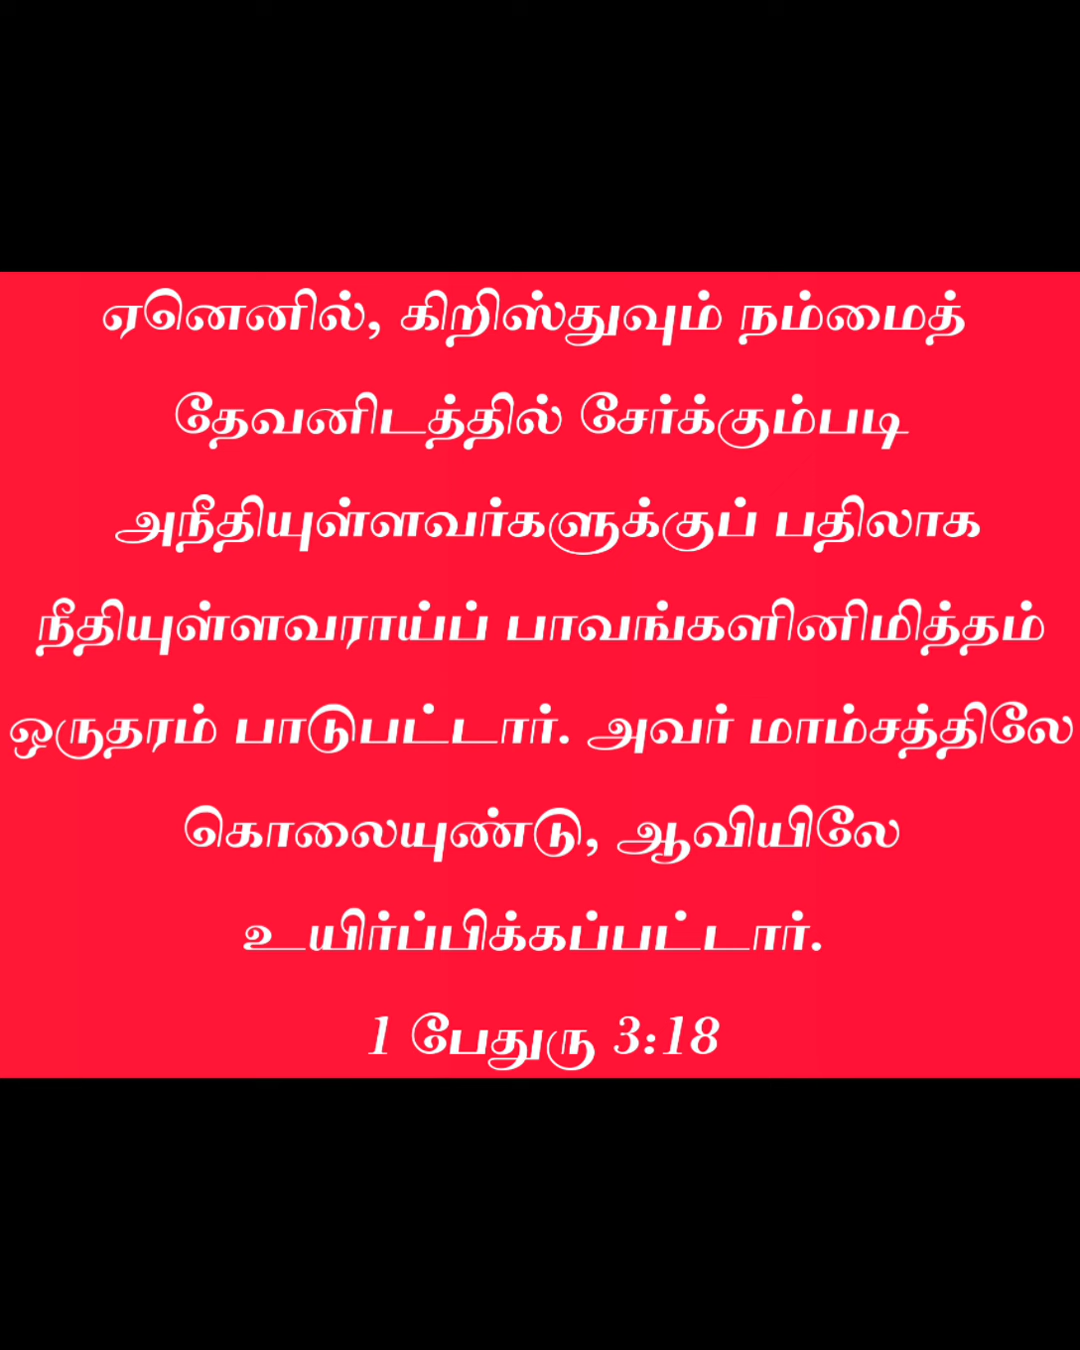 ஏனெனில், கிறிஸ்துவும் நம்மைத்
தேவனிடத்தில் சேர்க்கும்படி
அநீதியுள்ளவர்களுக்குப் பதிலாக
நீதியுள்ளவராய்ப் பாவங்களினிமித்தம்
ஒருதரம் பாடுபட்டார். அவர் மாம்சத்திலே
கொலையுண்டு, ஆவியிலே
உயிர்ப்பிக்கப்பட்டார்.
1 பேதுரு 3:18